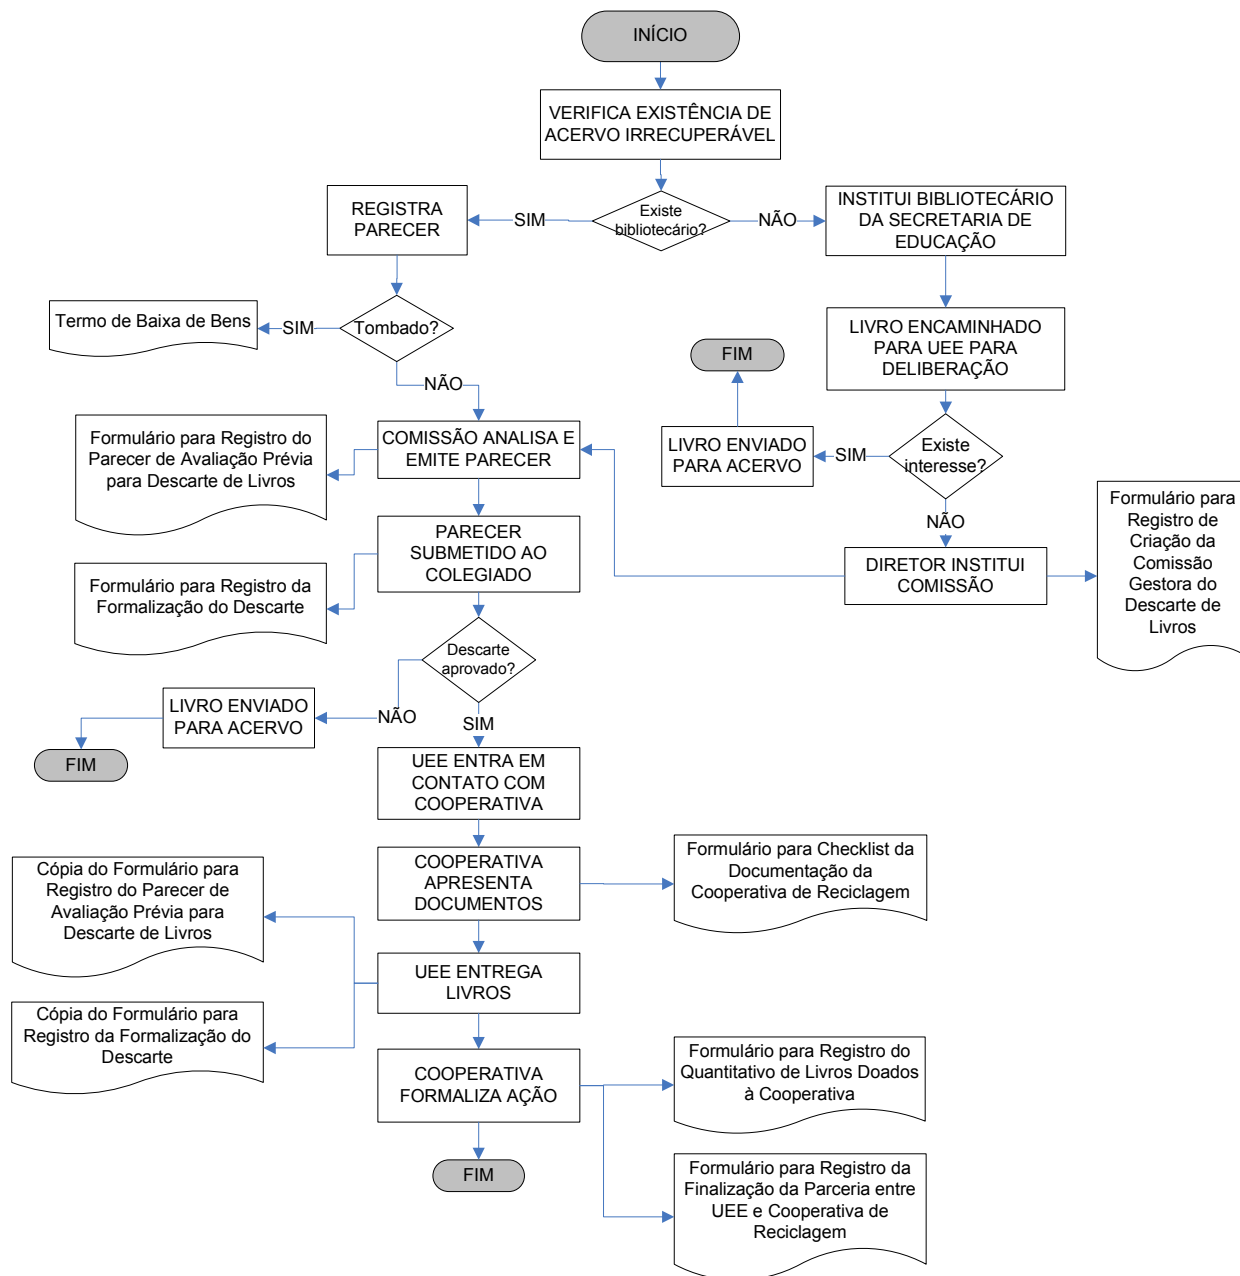 INÍCIO
VERIFICA EXISTÊNCIA DE
ACERVO IRRECUPERÁVEL
Existe
bibliotecário?
SIM
NÃO
REGISTRA
PARECER
INSTITUI BIBLIOTECÁRIO
DA SECRETARIA DE
EDUCAÇÃO
Tombado?
SIM
Termo de Baixa de Bens
NÃO
LIVRO ENCAMINHADO
PARA UEE PARA
DELIBERAÇÃO
FIM
Existe
interesse?
SIM
LIVRO ENVIADO
PARA ACERVO
NÃO
COMISSÃO ANALISA E
EMITE PARECER
Formulário para Registro do
Parecer de Avaliação Prévia
para Descarte de Livros
DIRETOR INSTITUI
COMISSÃO
Formulário para
Registro de
Criação da
Comissão
Gestora do
Descarte de
Livros
PARECER
SUBMETIDO AO
COLEGIADO
Formulário para Registro da
Formalização do Descarte
Descarte
aprovado?
NÃO
SIM
LIVRO ENVIADO
PARA ACERVO
FIM
UEE ENTRA EM
CONTATO COM
COOPERATIVA
COOPERATIVA
APRESENTA
DOCUMENTOS
Formulário para Checklist da
Documentação da
Cooperativa de Reciclagem
Cópia do Formulário para
Registro do Parecer de
Avaliação Prévia para
Descarte de Livros
UEE ENTREGA
LIVROS
Cópia do Formulário para
Registro da Formalização do
Descarte
COOPERATIVA
FORMALIZA AÇÃO
Formulário para Registro do
Quantitativo de Livros Doados
à Cooperativa
FIM
Formulário para Registro da
Finalização da Parceria entre
UEE e Cooperativa de
Reciclagem